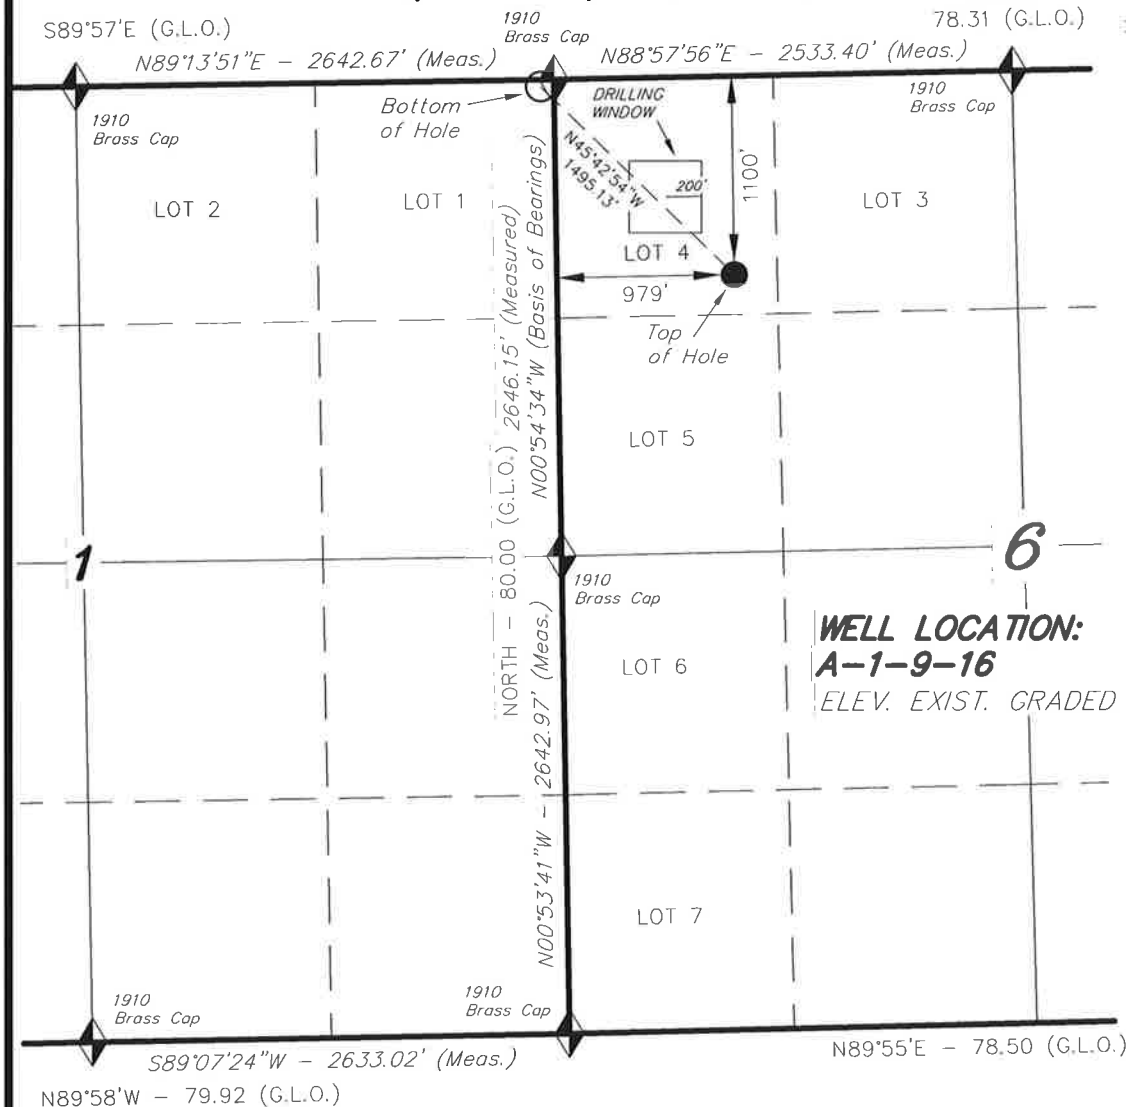 S89°57'E (G.L.O.)
1910
Brass Cap
78.31 (G.L.O.)
N89°13'51"E - 2642.67' (Meas.)
N88°57'56"E - 2533.40' (Meas.)
1910
Brass Cap
Bottom
of Hole
DRILLING
WINDOW
1910
Brass Cap
N45°42'54"W
1495.13'
200'
1100'
LOT 2
LOT 1
LOT 3
LOT 4
979'
Top
of Hole
NORTH - 80.00 (G.L.O.) 2646.15' (Measured)
N00°54'34"W (Basis of Bearings)
LOT 5
1
6
1910
Brass Cap
WELL LOCATION:
A-1-9-16
ELEV. EXIST. GRADED
LOT 6
N00°53'41"W - 2642.97' (Meas.)
LOT 7
1910
Brass Cap
1910
Brass Cap
S89°07'24"W - 2633.02' (Meas.)
N89°55'E - 78.50 (G.L.O.)
N89°58'W - 79.92 (G.L.O.)